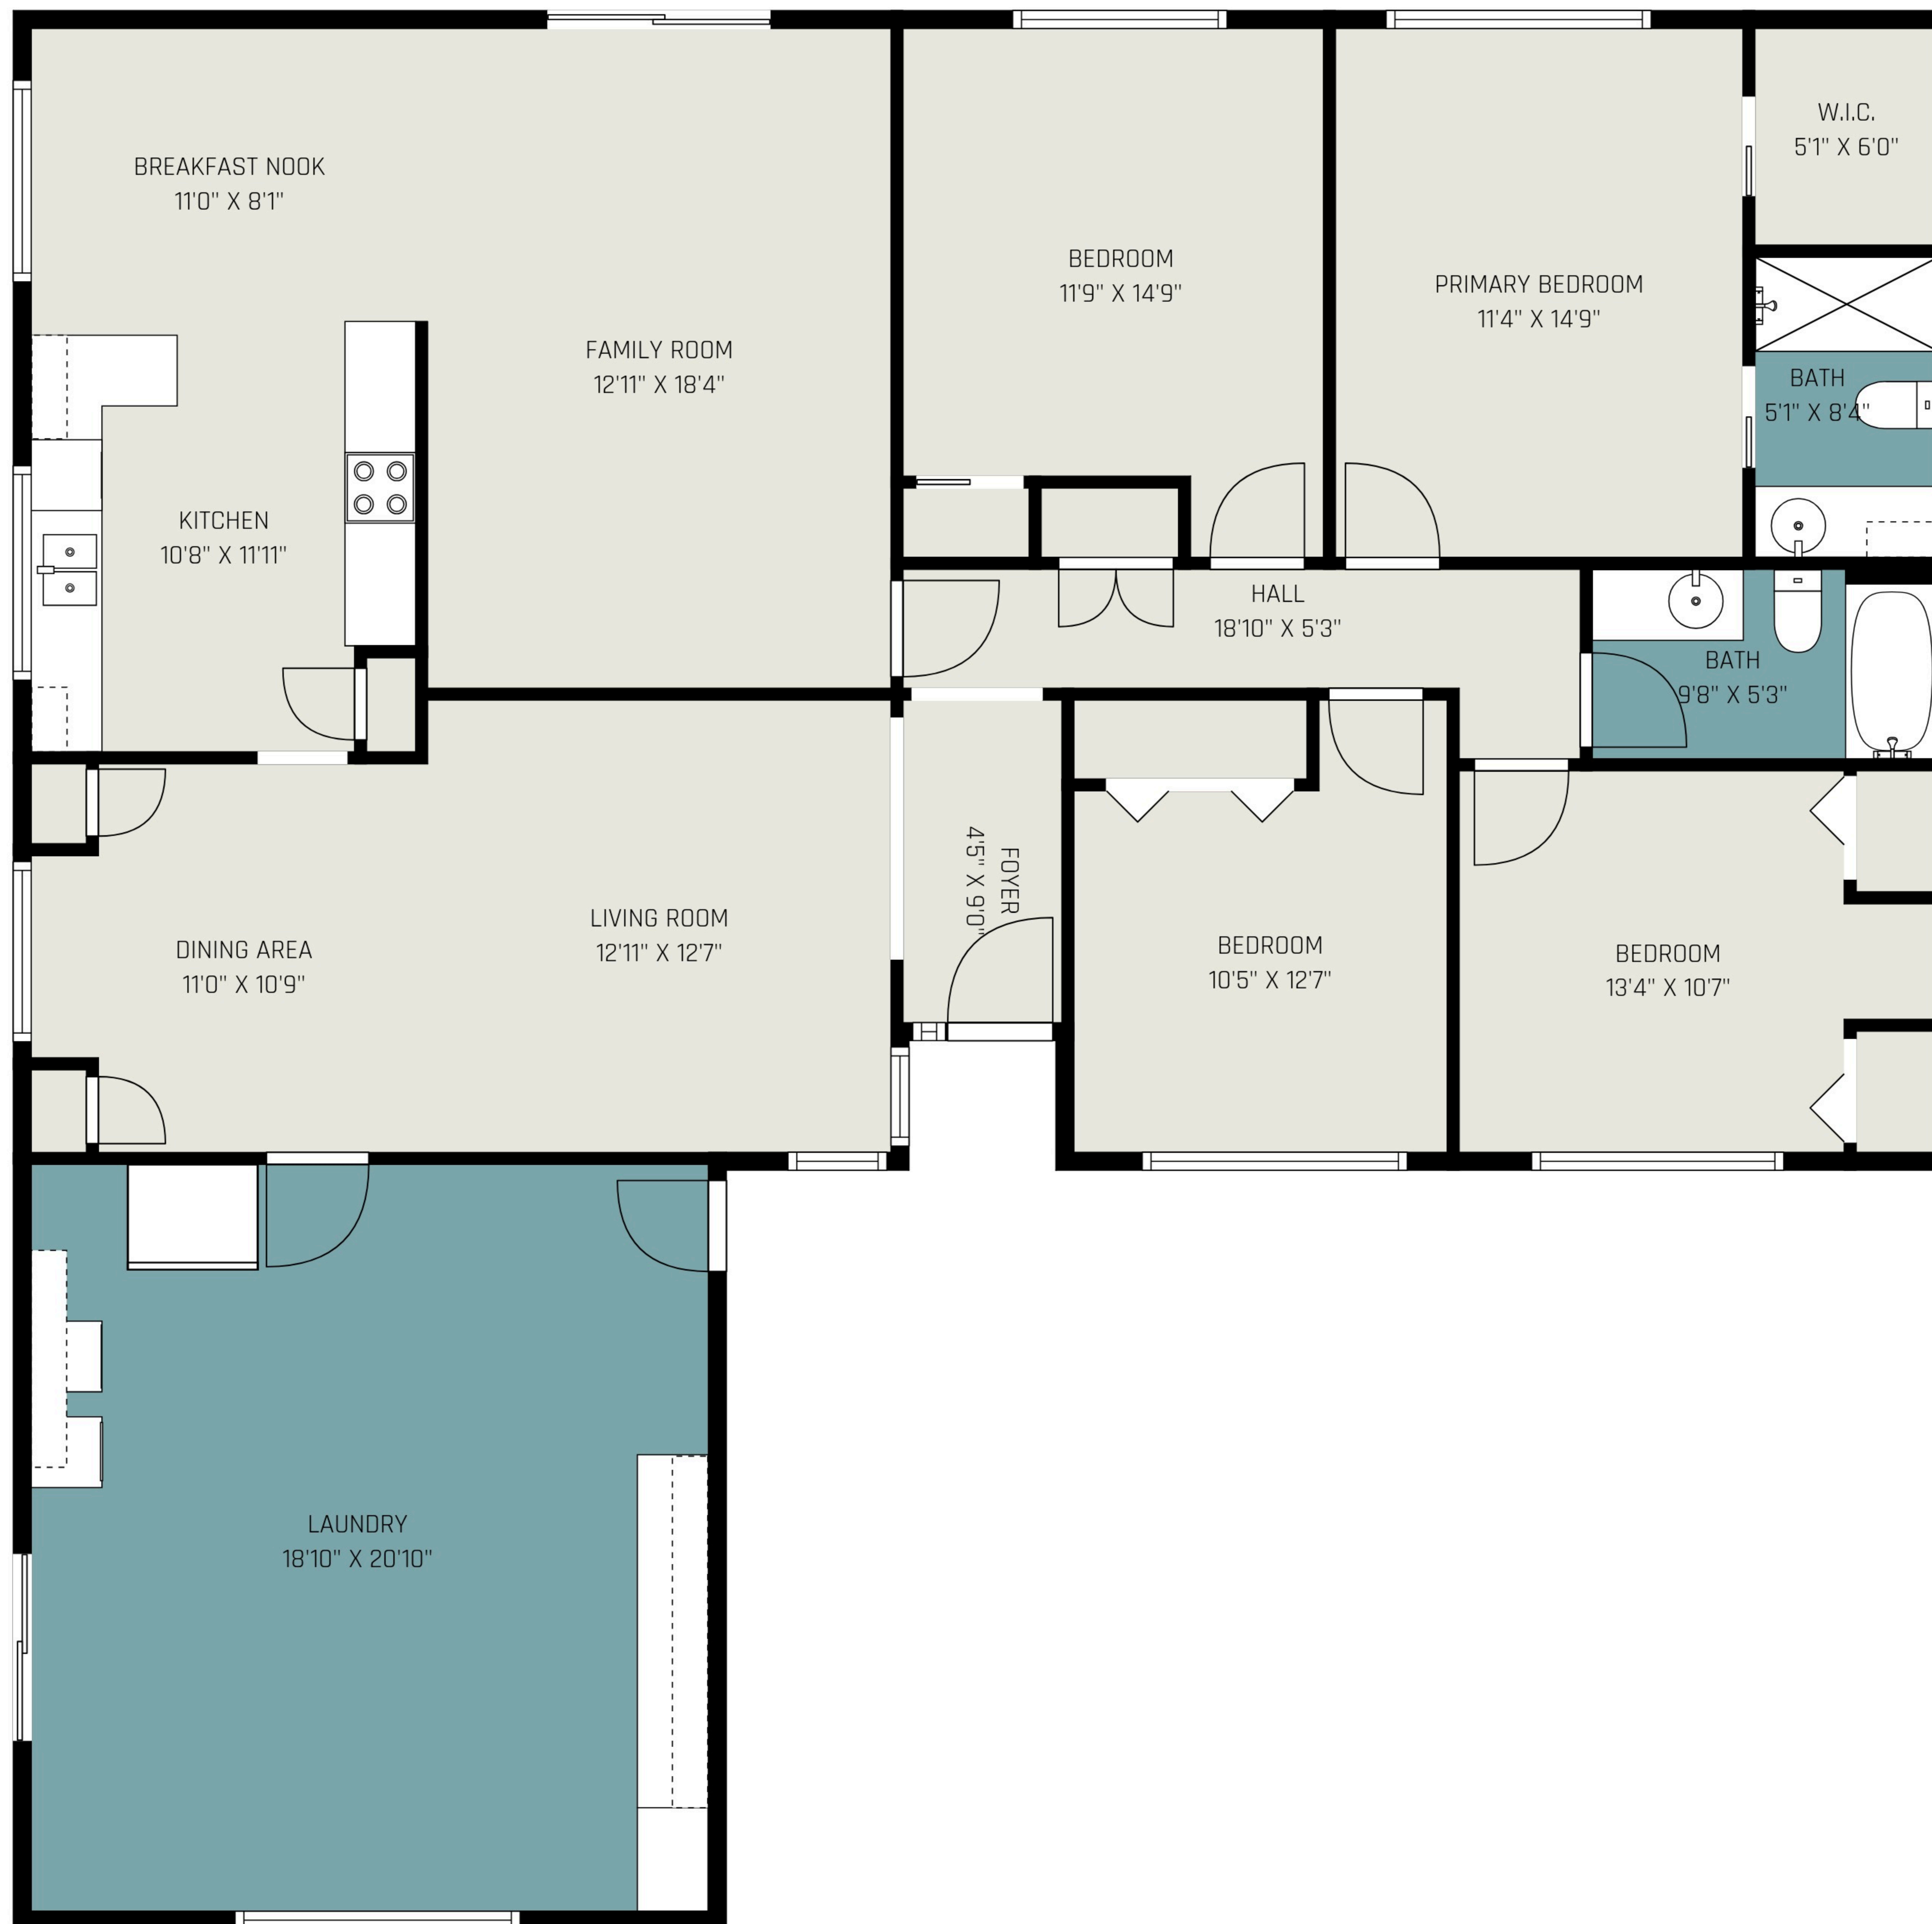 BREAKFAST NOOK
11'0" X 8'1"
FAMILY ROOM
12'11" X 18'4"
BEDROOM
11'9" X 14'9"
PRIMARY BEDROOM
11'4" X 14'9"
W.I.C.
5'1" X 6'0"
BATH
5'1" X 8'4"
KITCHEN
10'8" X 11'11"
HALL
18'10" X 5'3"
BATH
9'8" X 5'3"
DINING AREA
11'0" X 10'9"
LIVING ROOM
12'11" X 12'7"
FOYER
4'5" X 9'0"
BEDROOM
10'5" X 12'7"
BEDROOM
13'4" X 10'7"
LAUNDRY
18'10" X 20'10"